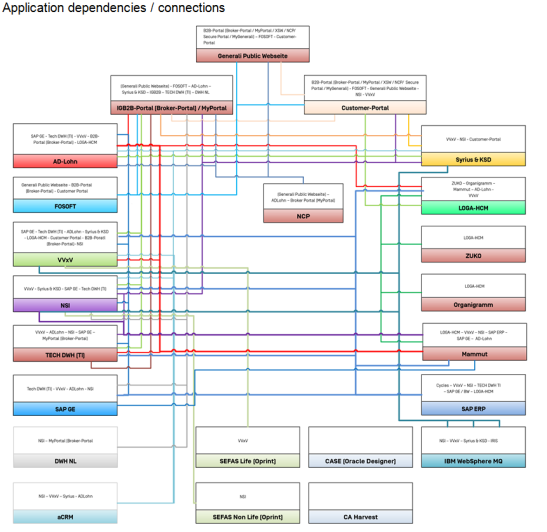 Application dependencies / connections
B2B-Portal (Broker-Portal / MyPortal / XSW / NCP/
Secure Portal / MyGenerali) - FOSOFT - Customer-
Portal
Generali Public Webseite
(Generali Public Webseite) - FOSOFT - AD-Lohn -
Syrius & KSD - IGB2B - TECH DWH (TI) - DWH NL
IGB2B-Portal (Broker-Portal) / MyPortal
B2B-Portal (Broker-Portal / MyPortal / XSW / NCP/ Secure
Portal / MyGenerali) - FOSOFT - Generali Public Webseite -
NSI - VVxV
Customer-Portal
SAP GE - Tech DWH (TI) - VVxV - B2B-
Portal (Broker-Portal) - LOGA-HCM
AD-Lohn
VVxV - NSI - Customer-Portal
Syrius & KSD
Generali Public Webseite - B2B-Portal
(Broker-Portal) - Customer Portal
FOSOFT
(Generali Public Webseite) -
ADLohn - (Broker Portal (MyPortal)
NCP
ZUKO - Organigramm -
Mammut - AD-Lohn -
VVxV
LOGA-HCM
SAP GE - Tech DWH (TI) - ADLohn - Syrius & KSD
- LOGA-HCM - Customer Portal - B2B-Poratl
(Broker-Portal)- NSI
VVxV
LOGA-HCM
ZUKO
VVxV - Syrius & KSD - SAP GE - Tech DWH (TI)
NSI
LOGA-HCM
Organigramm
VVxV - ADLohn - NSI - SAP GE -
MyPortal (Broker-Portal)
TECH DWH (TI)
LOGA-HCM - VVxV - NSI - SAP ERP -
SAP GE - AD-Lohn
Mammut
Tech DWH (TI) - VVxV - ADLohn - NSI
SAP GE
Cycles - VVxV - NSI - TECH DWH TI
- SAP GE / BW - LOGA-HCM
SAP ERP
NSI - MyPortal (Broker-Portal)
DWH NL
VVxV
SEFAS Life (Oprint)
CASE (Oracle Designer)
NSI - VVxV - Syrius & KSD - IRIS
IBM WebSphere MQ
NSI - VVxV - Syrius - ADLohn
aCRM
NSI
SEFAS Non Life (Oprint)
CA Harvest